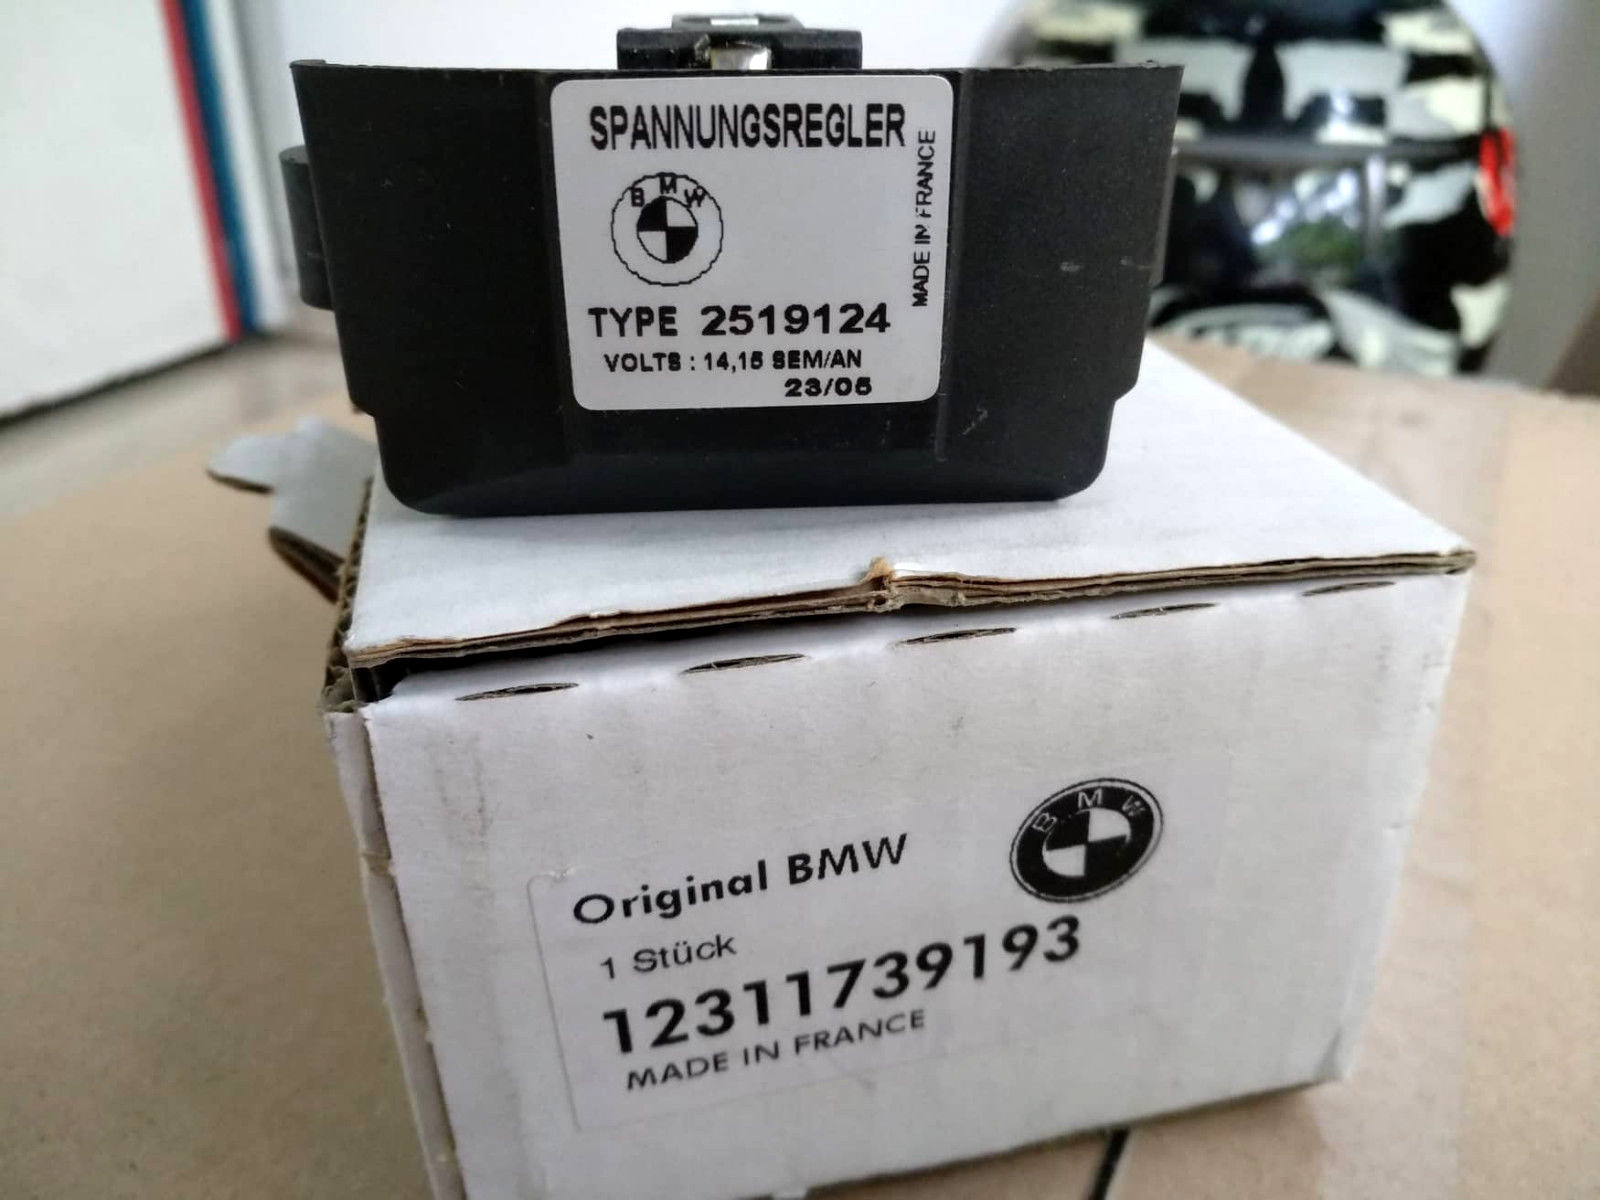 SPANNUNGSREGLER
BMW
MADE IN FRANCE
TYPE 2519124
VOLTS : 14,15 SEM/AN
23/05
Original BMW
BMW
1 Stück
12311739193
MADE IN FRANCE